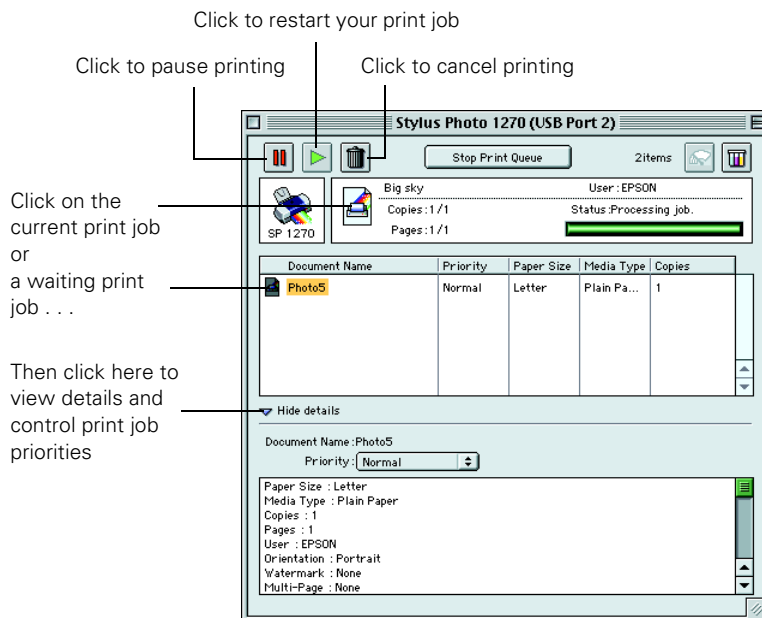 Click to restart your print job
Click to pause printing
Click to cancel printing
Stylus Photo 1270 (USB Port 2)
Stop Print Queue
2items
SP 1270
Big sky
User :EPSON
Copies :1 /1
Status :Processing job.
Pages :1 /1
Click on the
current print job
or
a waiting print
job . . .
Document Name
Priority
Paper Size
Media Type
Copies
Photo5
Normal
Letter
Plain Pa...
1
Then click here to
view details and
control print job
priorities
Hide details
Document Name :Photo5
Priority : Normal
Paper Size : Letter
Media Type : Plain Paper
Copies : 1
Pages : 1
User : EPSON
Orientation : Portrait
Watermark : None
Multi-Page : None